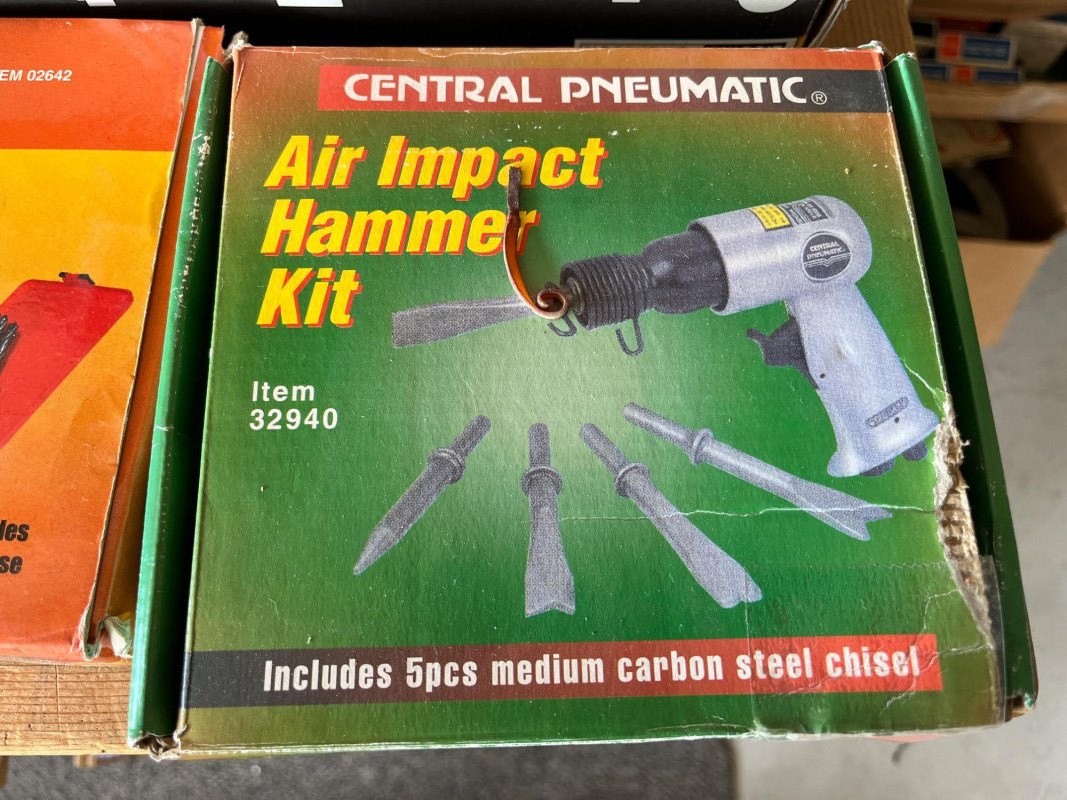 EM 02642
CENTRAL PNEUMATIC®
Air Impact
Hammer
Kit
CENTRAL
PNEUMATIC
Item
32940
des
se
Includes 5pcs medium carbon steel chisel